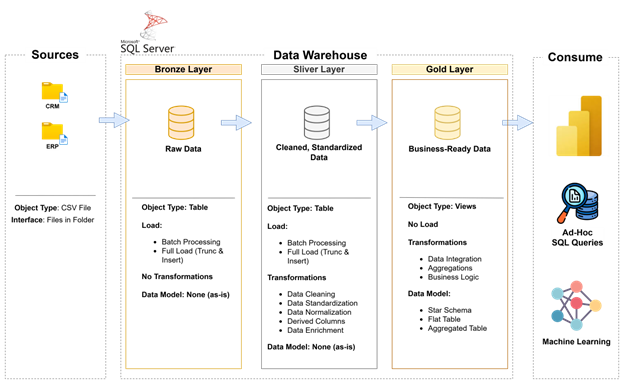 Microsoft
SQL Server
Sources
CRM
ERP
Object Type: CSV File
Interface: Files in Folder
Data Warehouse
Bronze Layer
Raw Data
Object Type: Table
Load:
• Batch Processing
• Full Load (Trunc &
Insert)
No Transformations
Data Model: None (as-is)
Sliver Layer
Cleaned, Standardized
Data
Object Type: Table
Load:
• Batch Processing
• Full Load (Trunc &
Insert)
Transformations
• Data Cleaning
• Data Standardization
• Data Normalization
• Derived Columns
• Data Enrichment
Data Model: None (as-is)
Gold Layer
Business-Ready Data
Object Type: Views
No Load
Transformations
• Data Integration
• Aggregations
• Business Logic
Data Model:
• Star Schema
• Flat Table
• Aggregated Table
Consume
Ad-Hoc
SQL Queries
Machine Learning